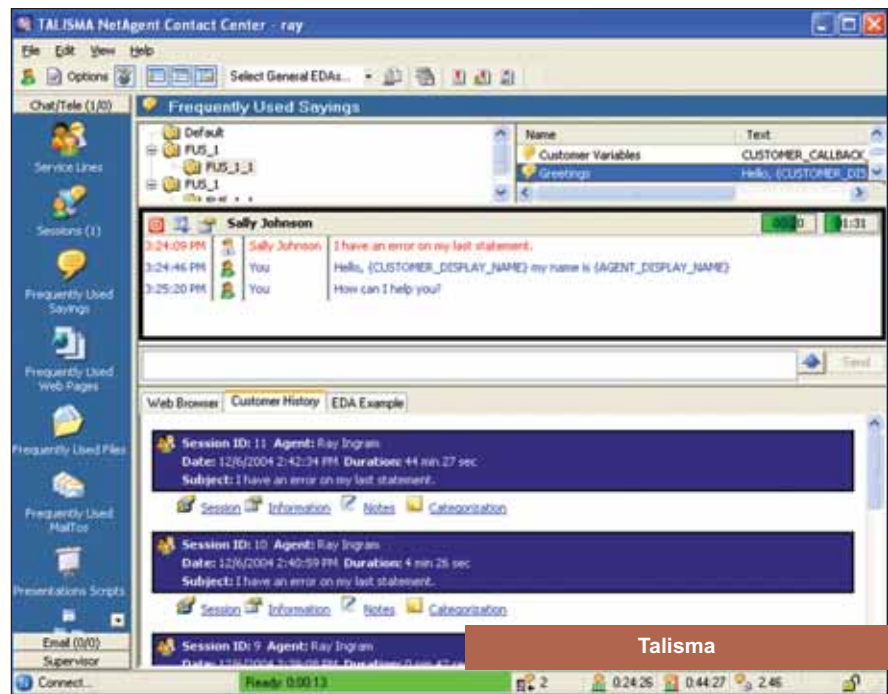 TALISMA NetAgent Contact Center - ray
File Edit View Help
Options Select General EDAs...
Chat/Tele (1/0)
Frequently Used Sayings
Service Lines
Sessions (1)
Frequently Used Sayings
Frequently Used Web Pages
Frequently Used Files
Frequently Used MailTos
Presentations Scripts
Email (0/0)
Supervisor
Default
FUS_1
FUS_1_1
FUS_1
Name Text
Customer Variables CUSTOMER_CALLBACK_
Greetings Hello, {CUSTOMER_DIS
Sally Johnson 1:31
3:24:09 PM Sally Johnson I have an error on my last statement.
3:24:46 PM You Hello, {CUSTOMER_DISPLAY_NAME} my name is {AGENT_DISPLAY_NAME}
3:25:20 PM You How can I help you?
Send
Web Browser Customer History EDA Example
Session ID: 11 Agent: Ray Ingram
Date: 12/6/2004 2:42:34 PM Duration: 44 min 27 sec
Subject: I have an error on my last statement.
Session Information Notes Categorization
Session ID: 10 Agent: Ray Ingram
Date: 12/6/2004 2:40:59 PM Duration: 4 min 26 sec
Subject: I have an error on my last statement.
Session Information Notes Categorization
Session ID: 9 Agent: Ray Ingram
Talisma
Connect... Ready 0:00:13 2 0:24:26 0:44:27 2.46